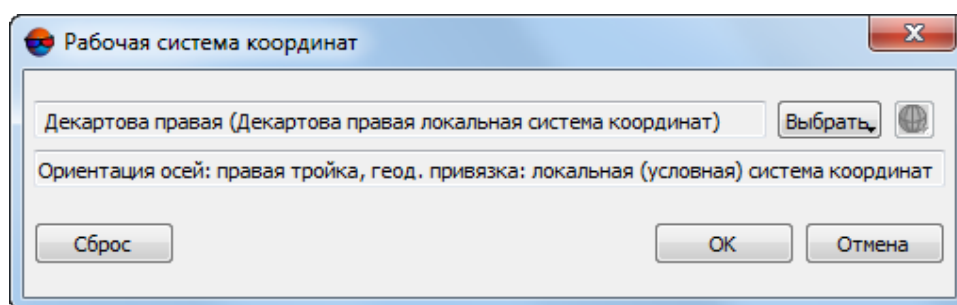 Рабочая система координат
Декартова правая (Декартова правая локальная система координат) Выбрать
Ориентация осей: правая тройка, геод. привязка: локальная (условная) система координат
Сброс OK Отмена